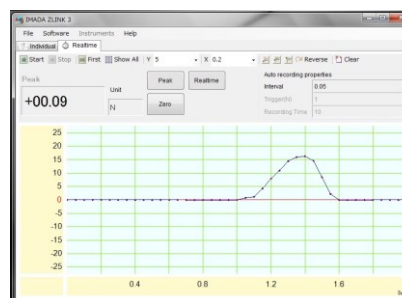 IMADA ZLINK 3
File Software Instruments Help
Individual Realtime
Start Stop First Show All Y 5 X 0.2 Reverse Clear
Peak
+00.09
Unit
N
Peak Realtime
Zero
Auto recording properties
Interval 0.05
Trigger(N) 1
Recording Time 10
25
20
15
10
5
0
-5
-10
-15
-20
-25
0.4 0.8 1.2 1.6